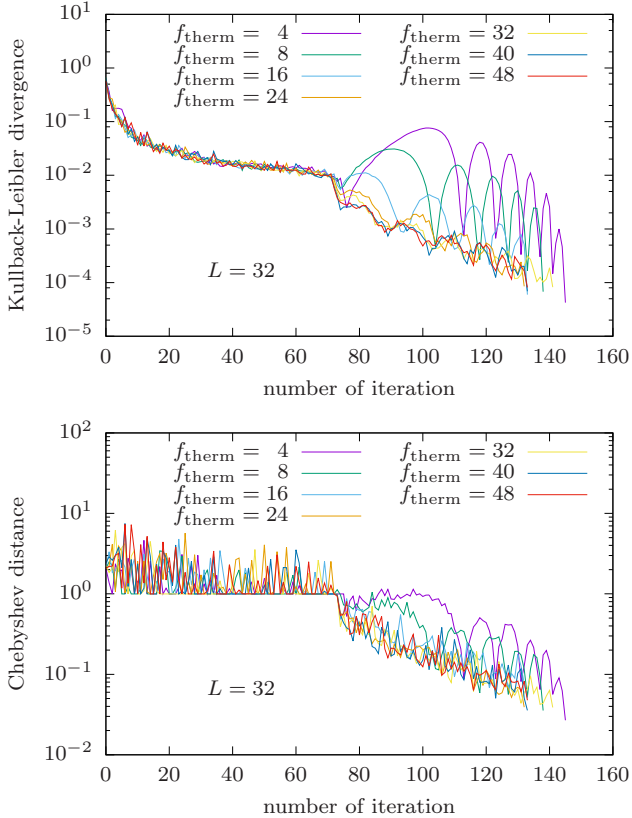 Kullback-Leibler divergence
10^1
10^0
10^-1
10^-2
10^-3
10^-4
10^-5
f_therm = 4
f_therm = 8
f_therm = 16
f_therm = 24
f_therm = 32
f_therm = 40
f_therm = 48
L = 32
0 20 40 60 80 100 120 140 160
number of iteration
Chebyshev distance
10^2
10^1
10^0
10^-1
10^-2
f_therm = 4
f_therm = 8
f_therm = 16
f_therm = 24
f_therm = 32
f_therm = 40
f_therm = 48
L = 32
0 20 40 60 80 100 120 140 160
number of iteration